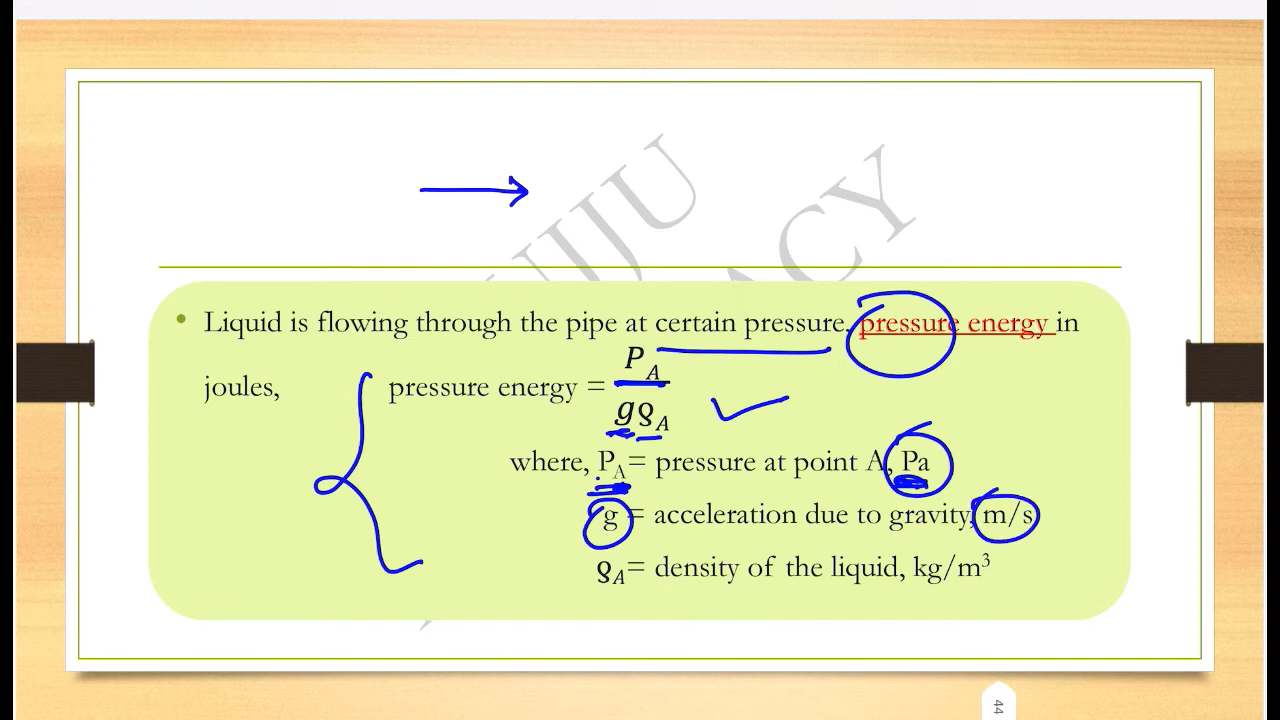 Liquid is flowing through the pipe at certain pressure, pressure energy in
joules, pressure energy = P_A / gϱ_A
where, P_A= pressure at point A, Pa
g = acceleration due to gravity, m/s
ϱ_A= density of the liquid, kg/m³
44